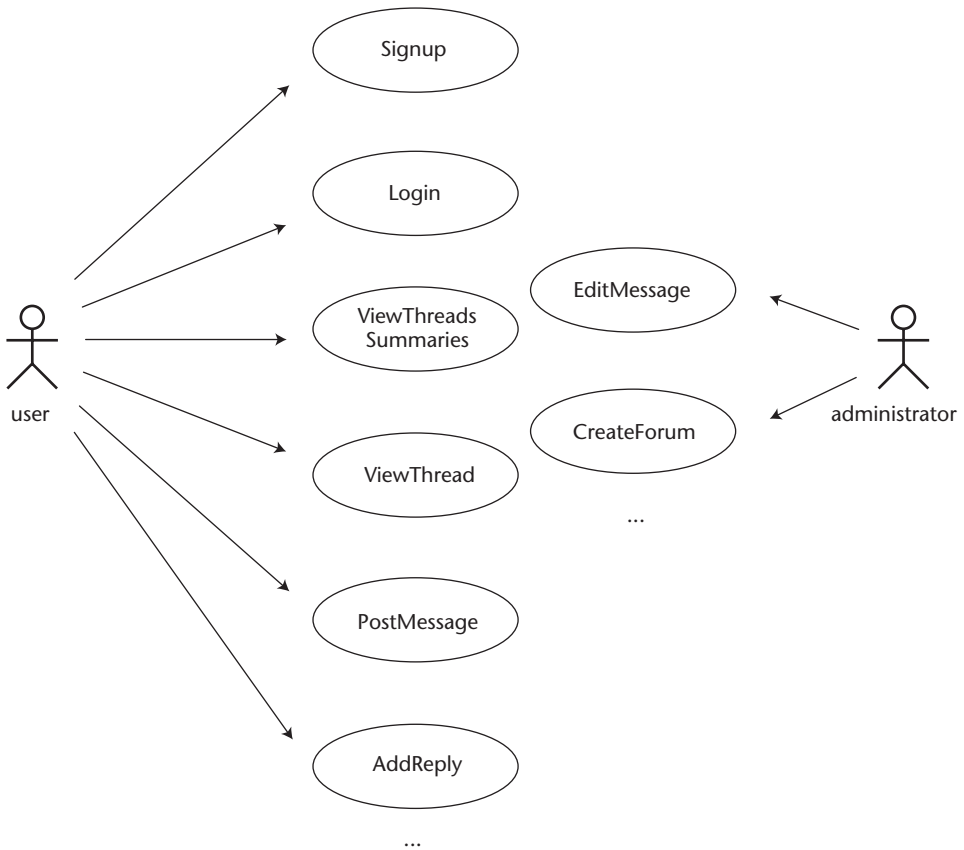 Signup
Login
ViewThreads
Summaries
EditMessage
user
administrator
CreateForum
ViewThread
...
PostMessage
AddReply
...